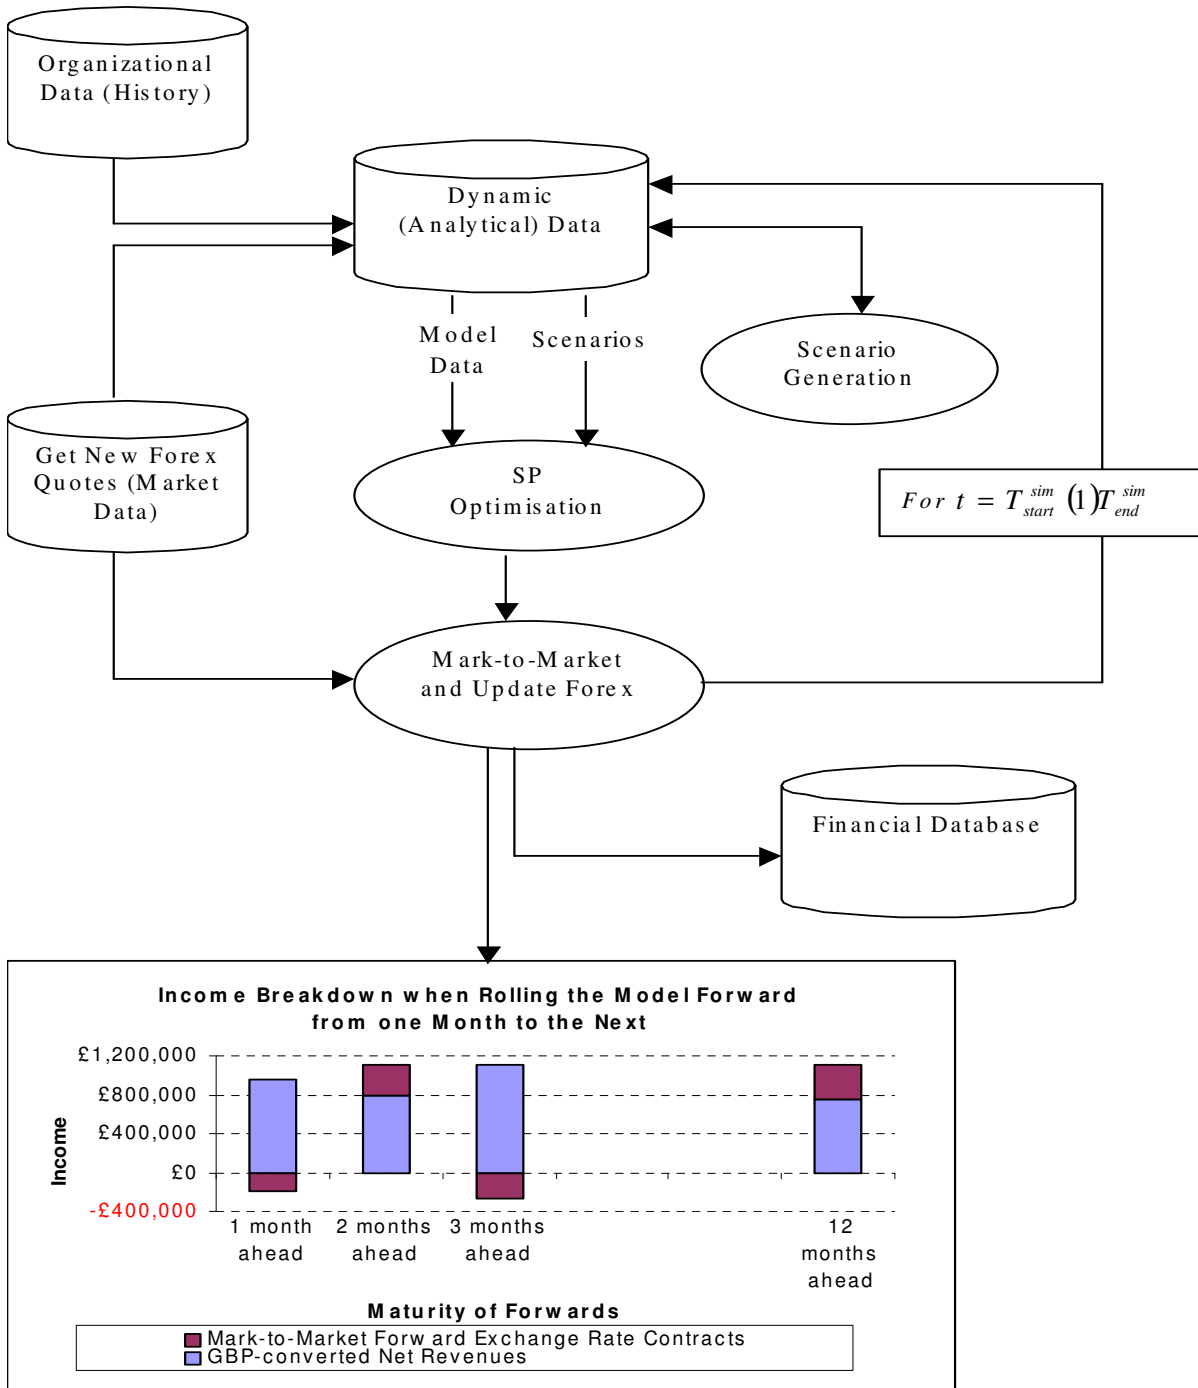 Organizational
Data (History)
Dynamic
(Analytical) Data
Model
Data
Scenarios
Scenario
Generation
Get New Forex
Quotes (Market
Data)
SP
Optimisation
For t = T^{sim}_{start} (1) T^{sim}_{end}
Mark-to-Market
and Update Forex
Financial Database
Income Breakdown when Rolling the Model Forward
from one Month to the Next
Income
£1,200,000
£800,000
£400,000
£0
-£400,000
1 month
ahead
2 months
ahead
3 months
ahead
12
months
ahead
Maturity of Forwards
Mark-to-Market Forward Exchange Rate Contracts
GBP-converted Net Revenues